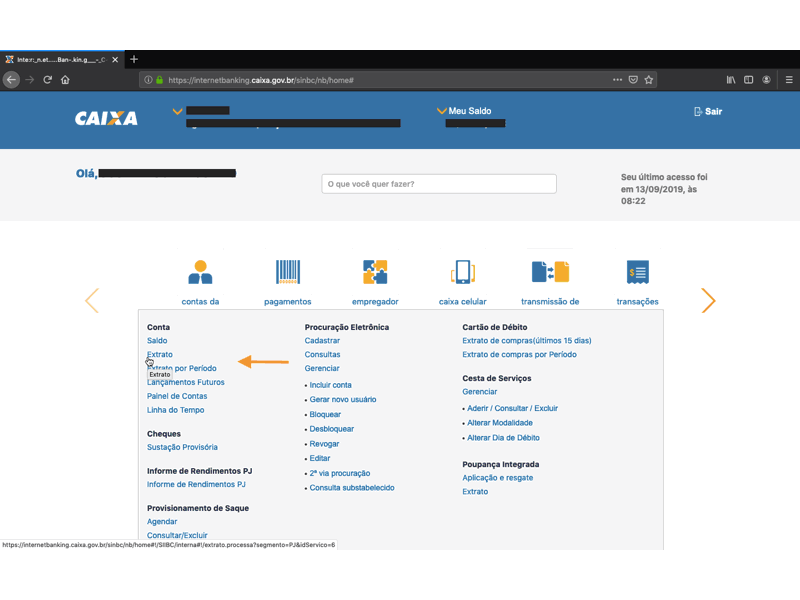 Inte:r:_n.et.....Ban-.kin.g___-_C
https://internetbanking.caixa.gov.br/sinbc/nb/home#
CAIXA
Meu Saldo
Sair
Olá,
O que você quer fazer?
Seu último acesso foi
em 13/09/2019, às
08:22
contas da
pagamentos
empregador
caixa celular
transmissão de
transações
Conta
Saldo
Extrato
Extrato por Período
Extrato
Lançamentos Futuros
Painel de Contas
Linha do Tempo
Cheques
Sustação Provisória
Informe de Rendimentos PJ
Informe de Rendimentos PJ
Provisionamento de Saque
Agendar
Consultar/Excluir
Procuração Eletrônica
Cadastrar
Consultas
Gerenciar
• Incluir conta
• Gerar novo usuário
• Bloquear
• Desbloquear
• Revogar
• Editar
• 2ª via procuração
• Consulta substabelecido
Cartão de Débito
Extrato de compras(últimos 15 dias)
Extrato de compras por Período
Cesta de Serviços
Gerenciar
• Aderir / Consultar / Excluir
• Alterar Modalidade
• Alterar Dia de Débito
Poupança Integrada
Aplicação e resgate
Extrato
https://internetbanking.caixa.gov.br/sinbc/nb/home#!/SIIBC/interna#!/extrato.processa?segmento=PJ&idServico=6